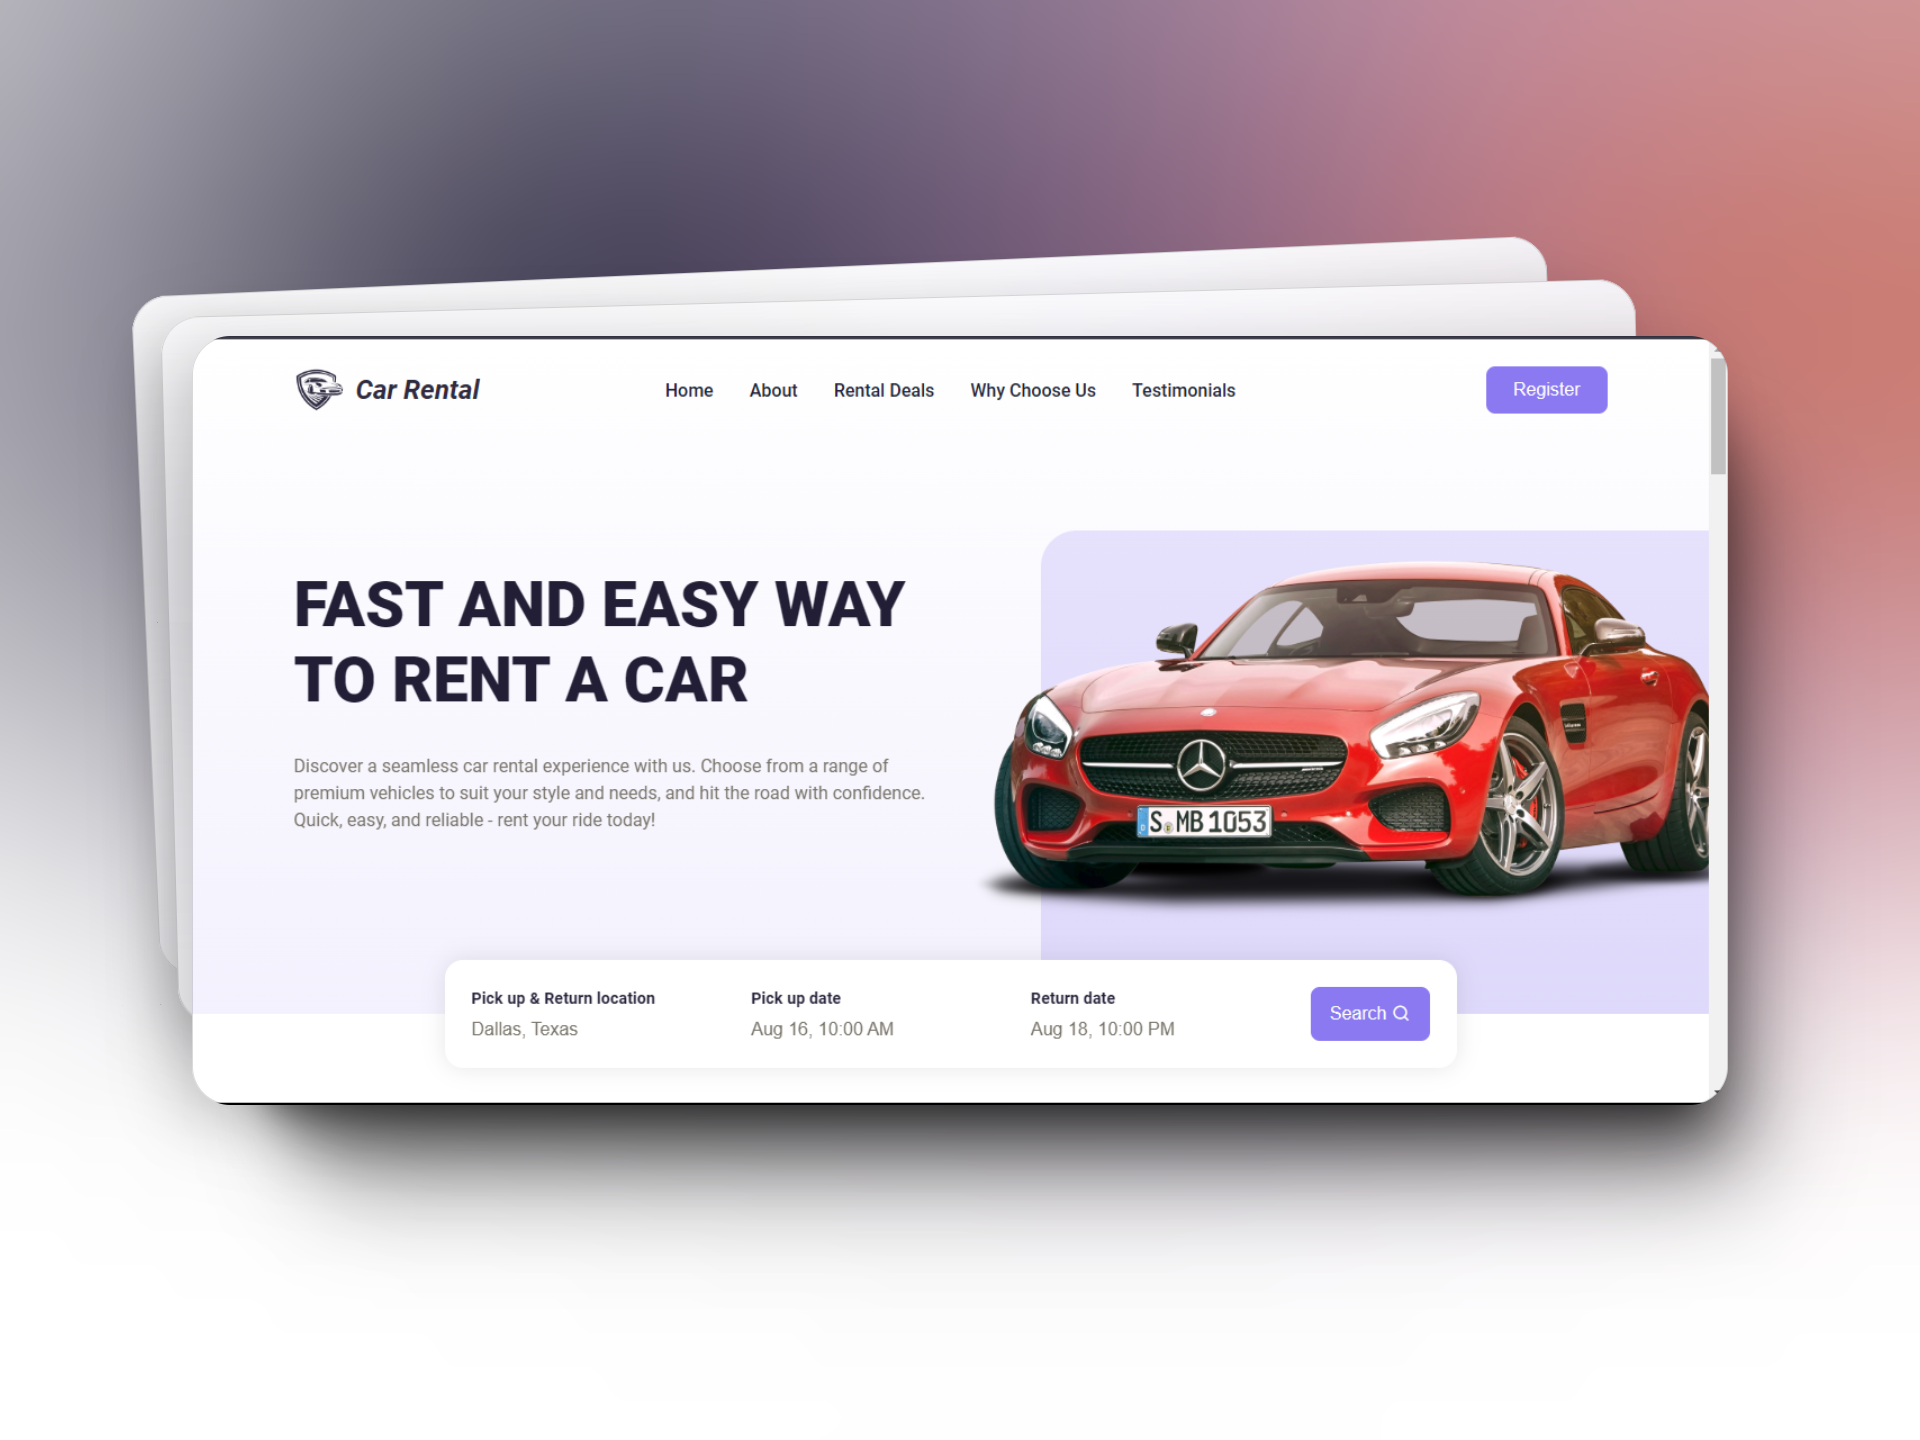 Car Rental
Home
About
Rental Deals
Why Choose Us
Testimonials
Register
FAST AND EASY WAY
TO RENT A CAR
Discover a seamless car rental experience with us. Choose from a range of
premium vehicles to suit your style and needs, and hit the road with confidence.
Quick, easy, and reliable - rent your ride today!
S MB 1053
Pick up & Return location
Dallas, Texas
Pick up date
Aug 16, 10:00 AM
Return date
Aug 18, 10:00 PM
Search